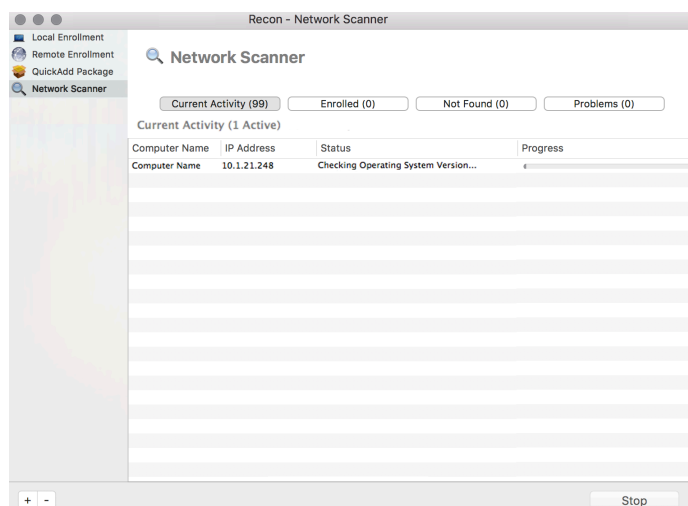 Recon - Network Scanner
Local Enrollment
Remote Enrollment
QuickAdd Package
Network Scanner
Network Scanner
Current Activity (99) Enrolled (0) Not Found (0) Problems (0)
Current Activity (1 Active)
Computer Name IP Address Status Progress
Computer Name 10.1.21.248 Checking Operating System Version...
+ - Stop